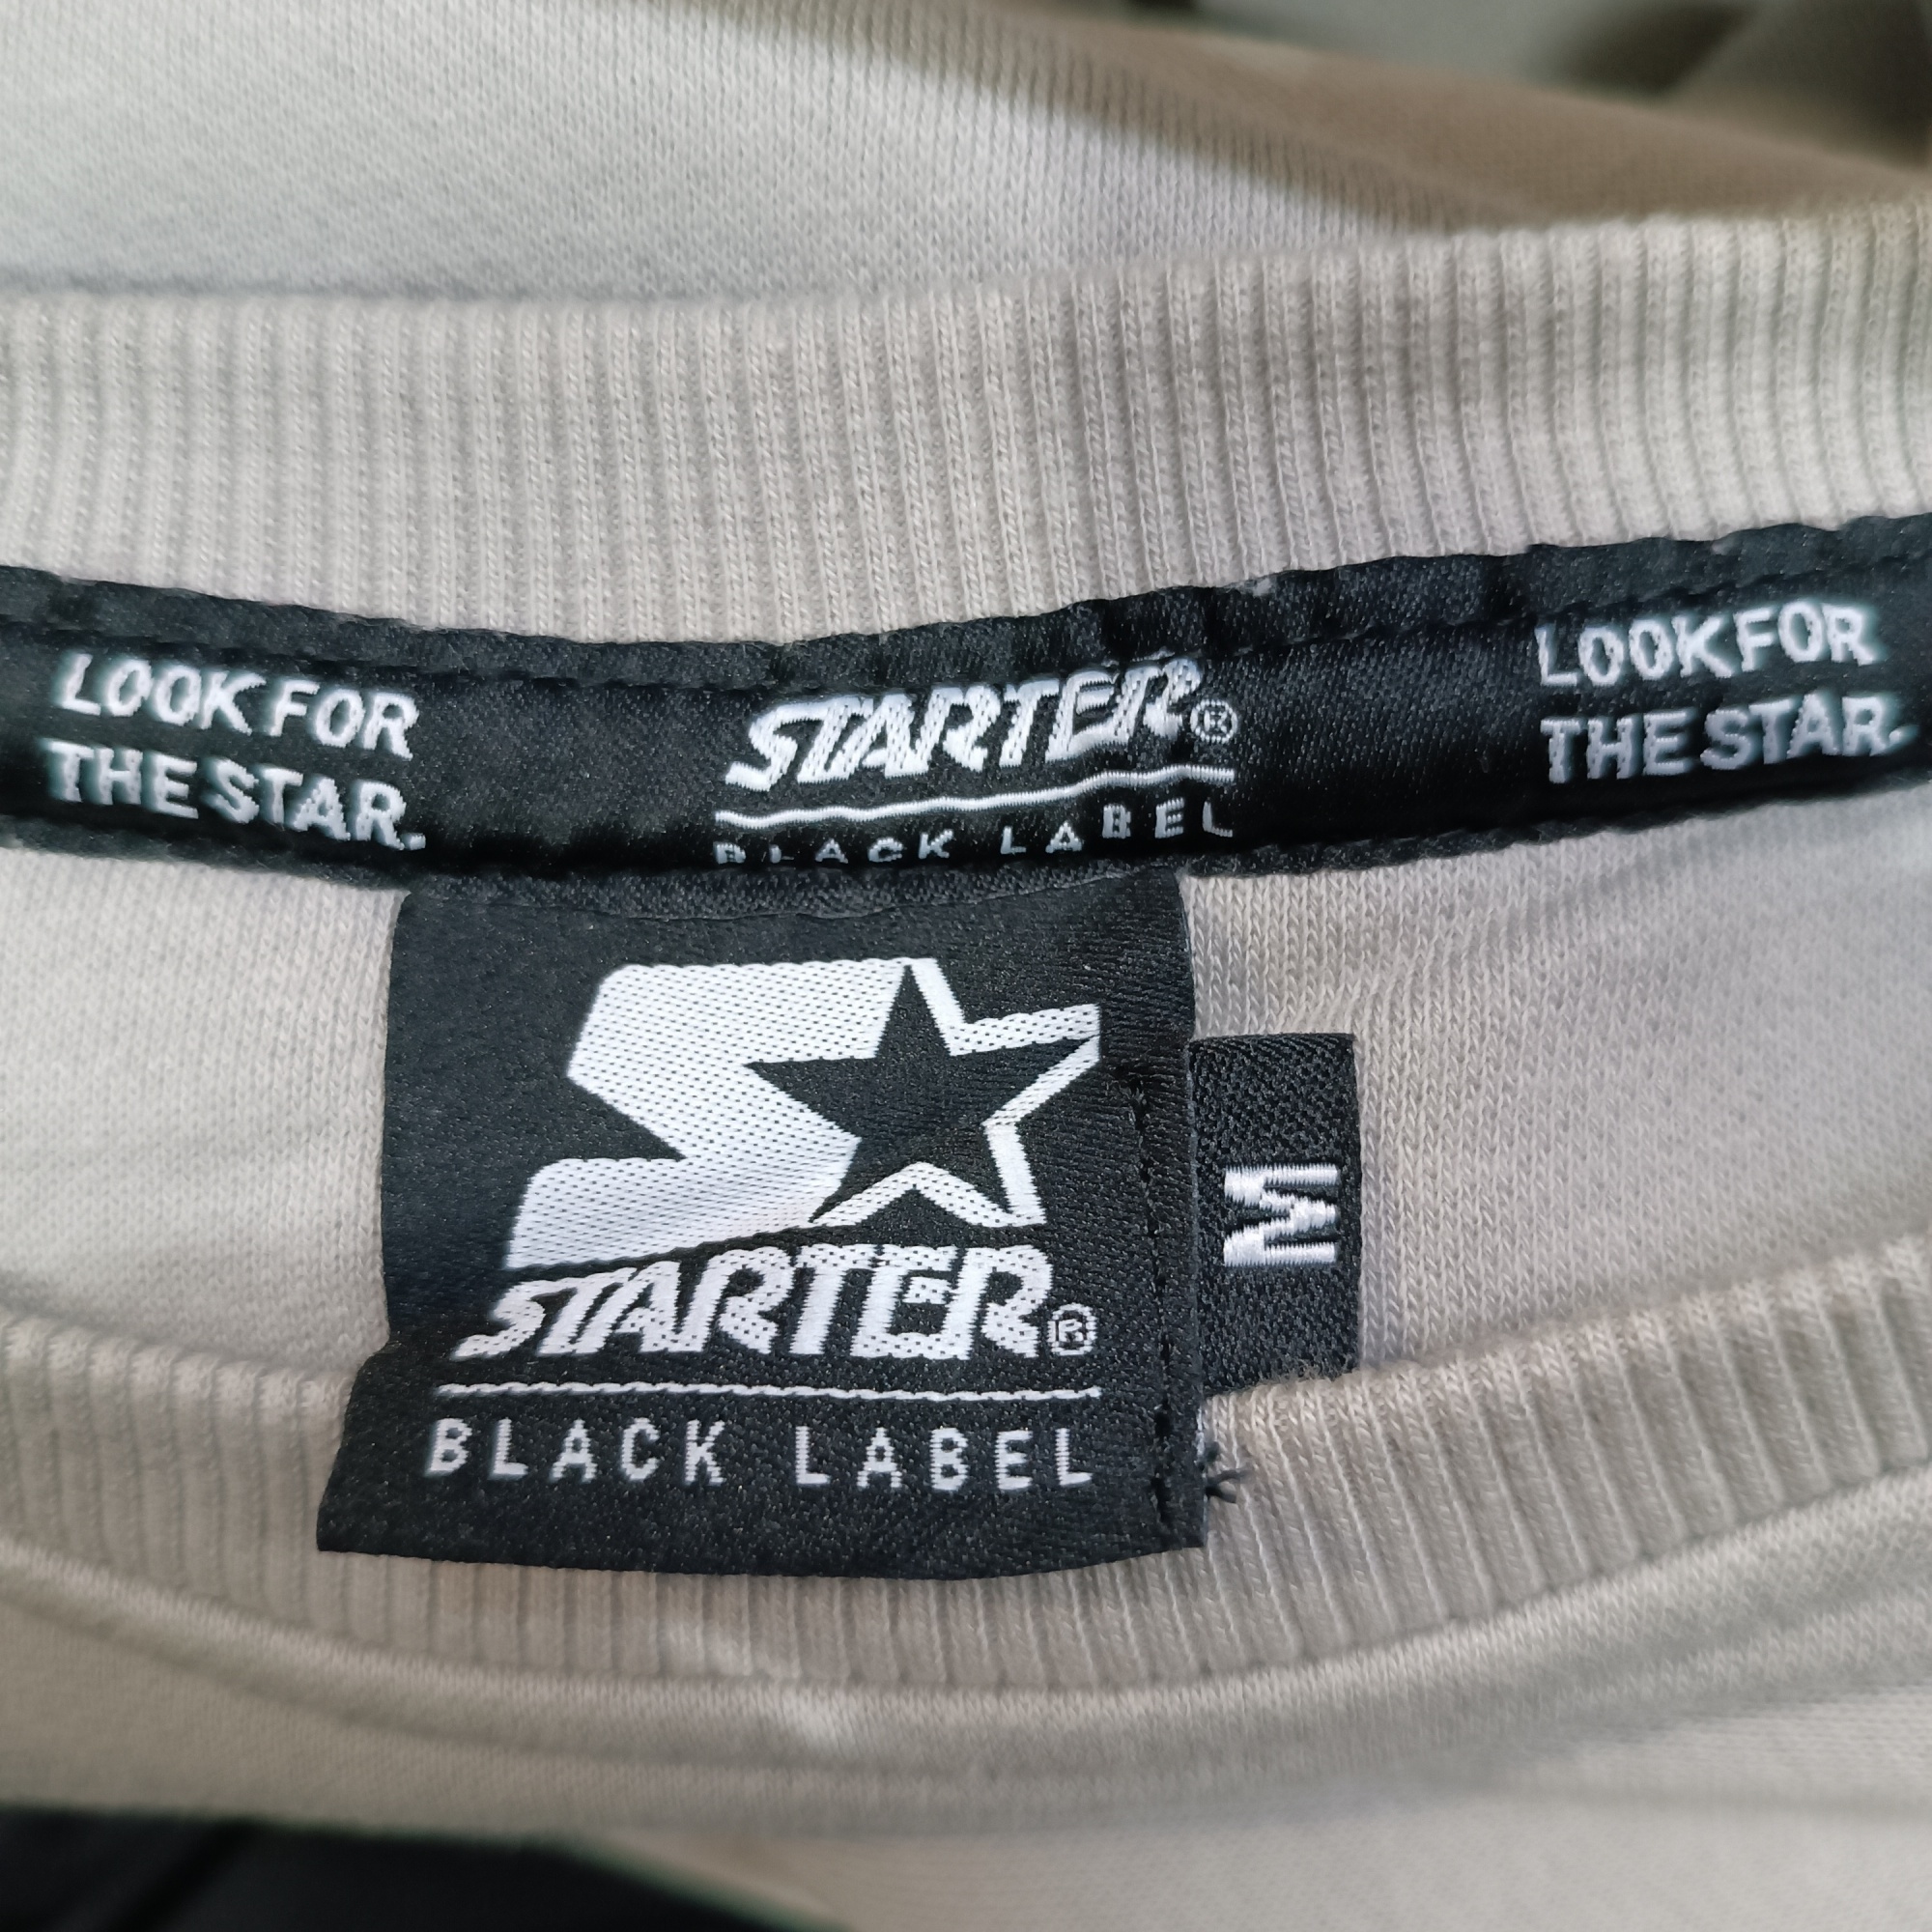 LOOK FOR
THE STAR.
STARTER®
BLACK LABEL
LOOK FOR
THE STAR.
STARTER®
BLACK LABEL
M